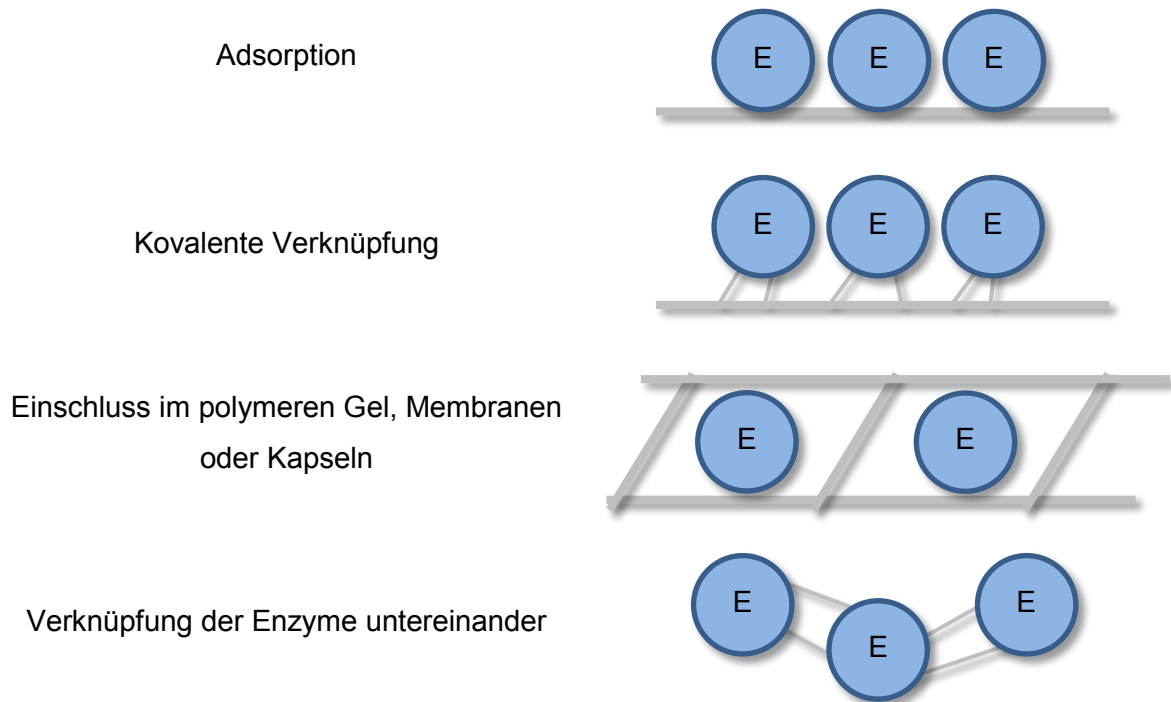 Adsorption
E E E
Kovalente Verknüpfung
E E E
Einschluss im polymeren Gel, Membranen
oder Kapseln
E E
Verknüpfung der Enzyme untereinander
E E E